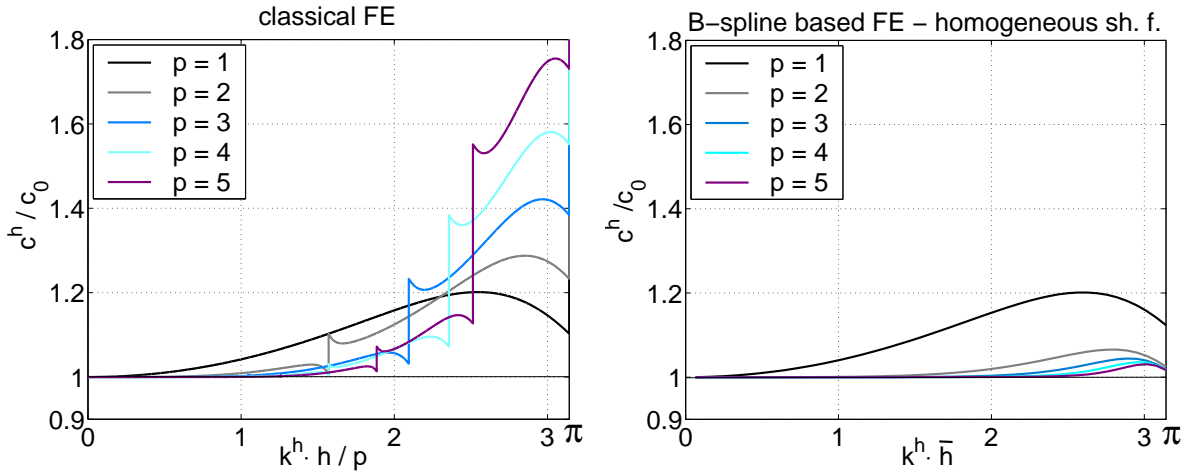 classical FE
1.8
1.6
1.4
1.2
1
0.9
c^h / c_0
p = 1
p = 2
p = 3
p = 4
p = 5
0 1 2 3 π
k^h · h / p
B−spline based FE − homogeneous sh. f.
1.8
1.6
1.4
1.2
1
0.9
c^h /c_0
p = 1
p = 2
p = 3
p = 4
p = 5
0 1 2 3 π
k^h · h̄